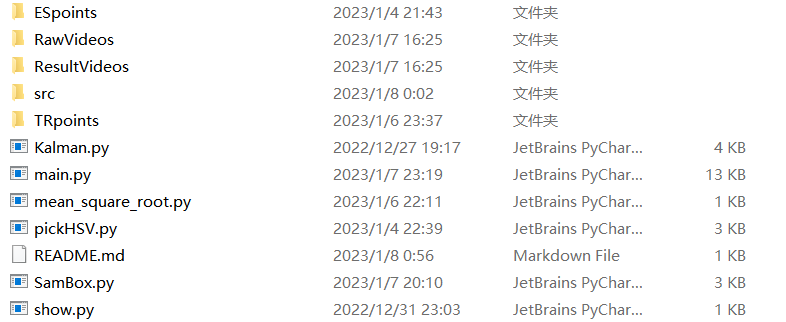 ESpoints 2023/1/4 21:43 文件夹
RawVideos 2023/1/7 16:25 文件夹
ResultVideos 2023/1/7 16:25 文件夹
src 2023/1/8 0:02 文件夹
TRpoints 2023/1/6 23:37 文件夹
Kalman.py 2022/12/27 19:17 JetBrains PyChar... 4 KB
main.py 2023/1/7 23:19 JetBrains PyChar... 13 KB
mean_square_root.py 2023/1/6 22:11 JetBrains PyChar... 1 KB
pickHSV.py 2023/1/4 22:39 JetBrains PyChar... 3 KB
README.md 2023/1/8 0:56 Markdown File 1 KB
SamBox.py 2023/1/7 20:10 JetBrains PyChar... 3 KB
show.py 2022/12/31 23:03 JetBrains PyChar... 1 KB